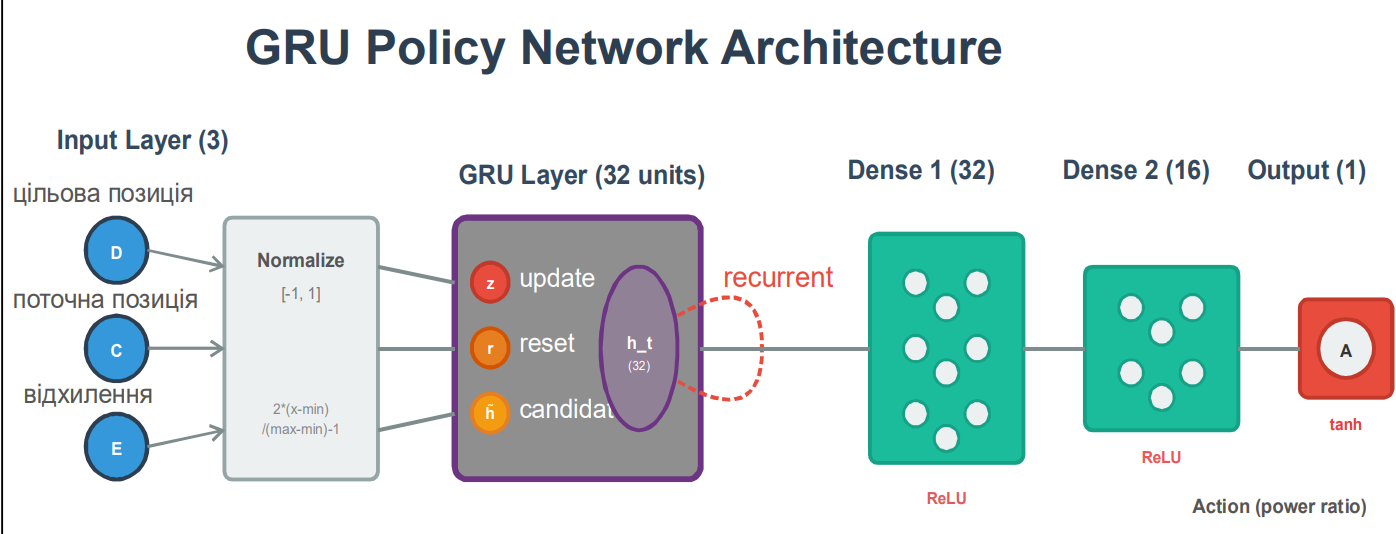 GRU Policy Network Architecture
Input Layer (3)
цільова позиція
D
поточна позиція
C
відхилення
E
Normalize
[-1, 1]
2*(x-min)
/(max-min)-1
GRU Layer (32 units)
z update
r reset
h̃ candidat
h_t
(32)
recurrent
Dense 1 (32)
ReLU
Dense 2 (16)
ReLU
Output (1)
A
tanh
Action (power ratio)